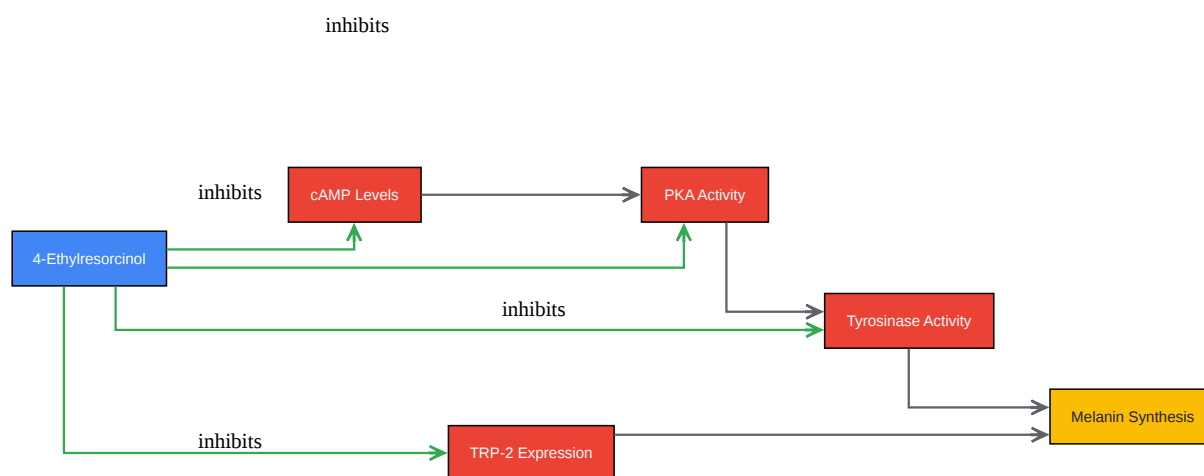 inhibits
inhibits
cAMP Levels
PKA Activity
4-Ethylresorcinol
inhibits
Tyrosinase Activity
Melanin Synthesis
inhibits
TRP-2 Expression